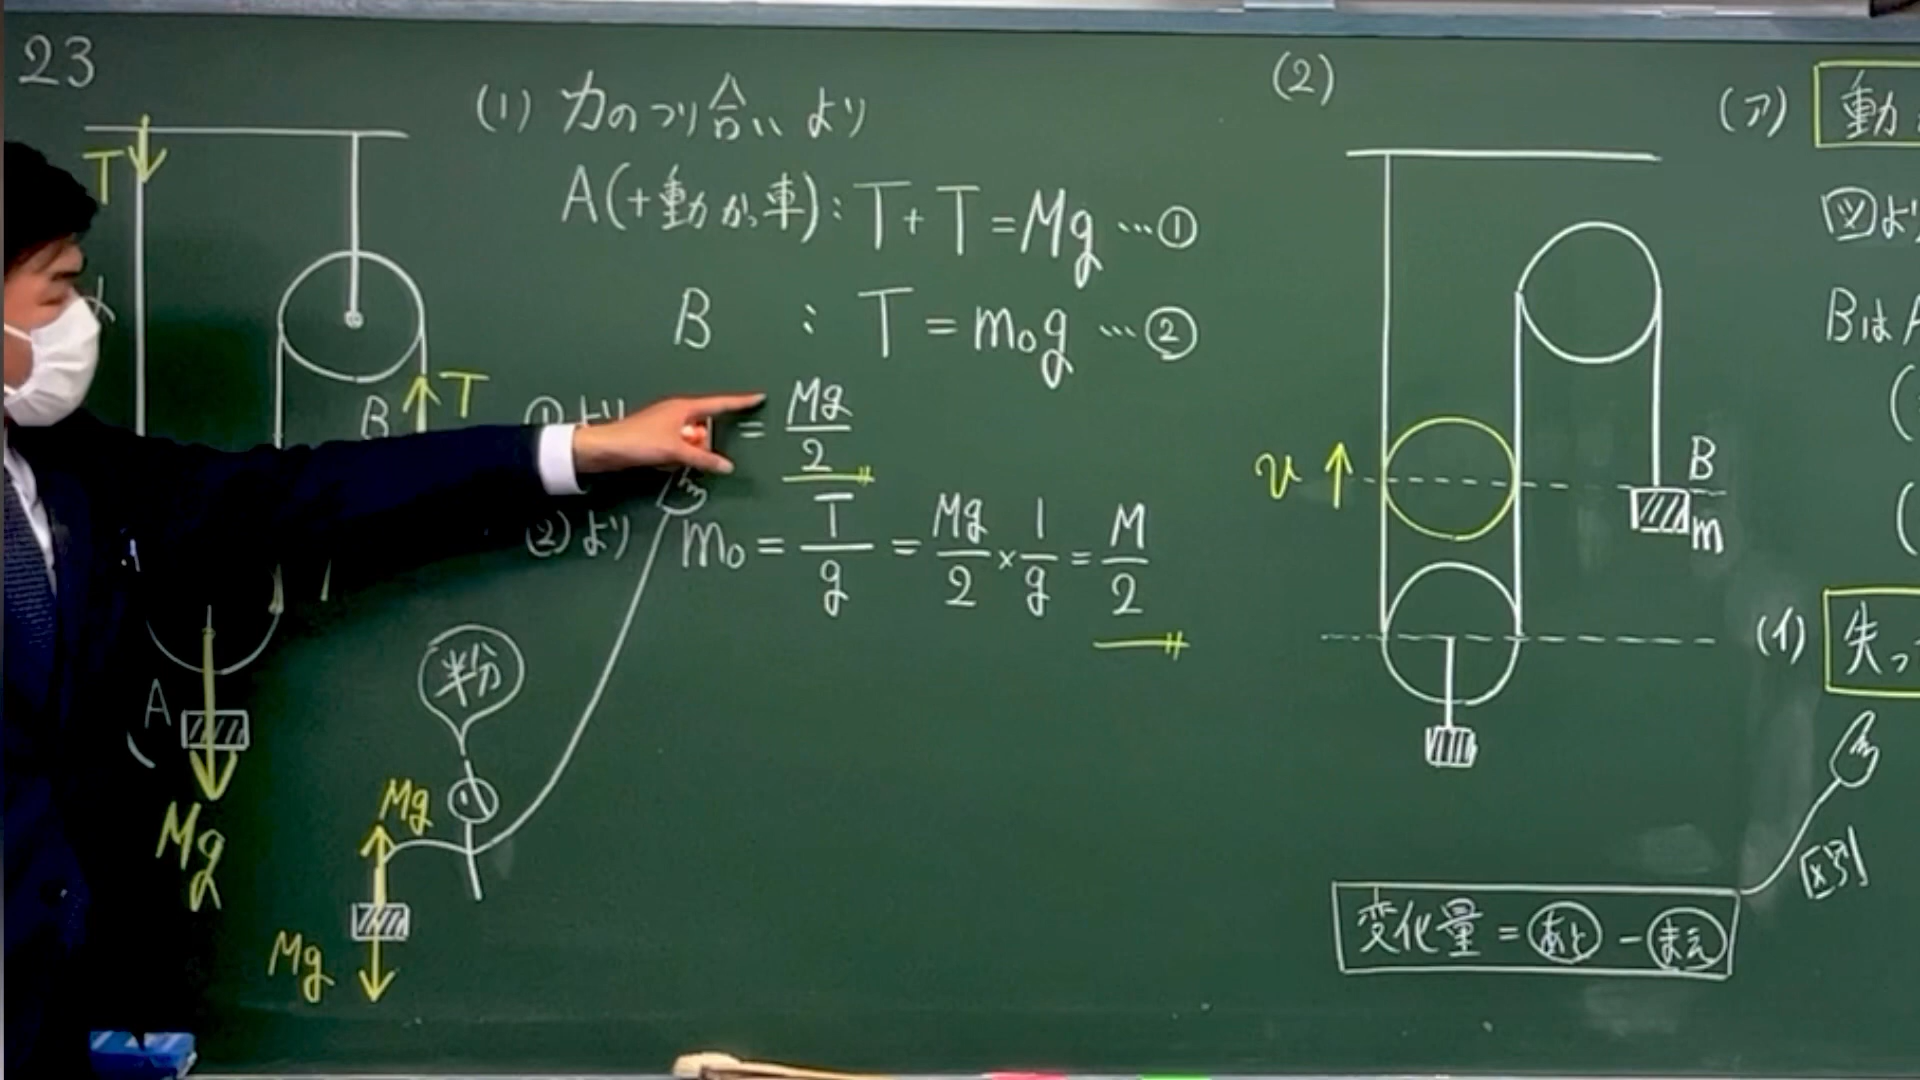 23
(1) 力のつり合いより
A(+動かっ車): T+T=Mg …①
B : T=m₀g …②
①より = Mg/2
②より m₀ = T/g = Mg/2 × 1/g = M/2
T
T
B
A
Mg
半分
Mg
Mg
(2)
v
B
m
変化量 = あと - まえ
区別
(ア) 動
図より
BはA
(イ) 失っ